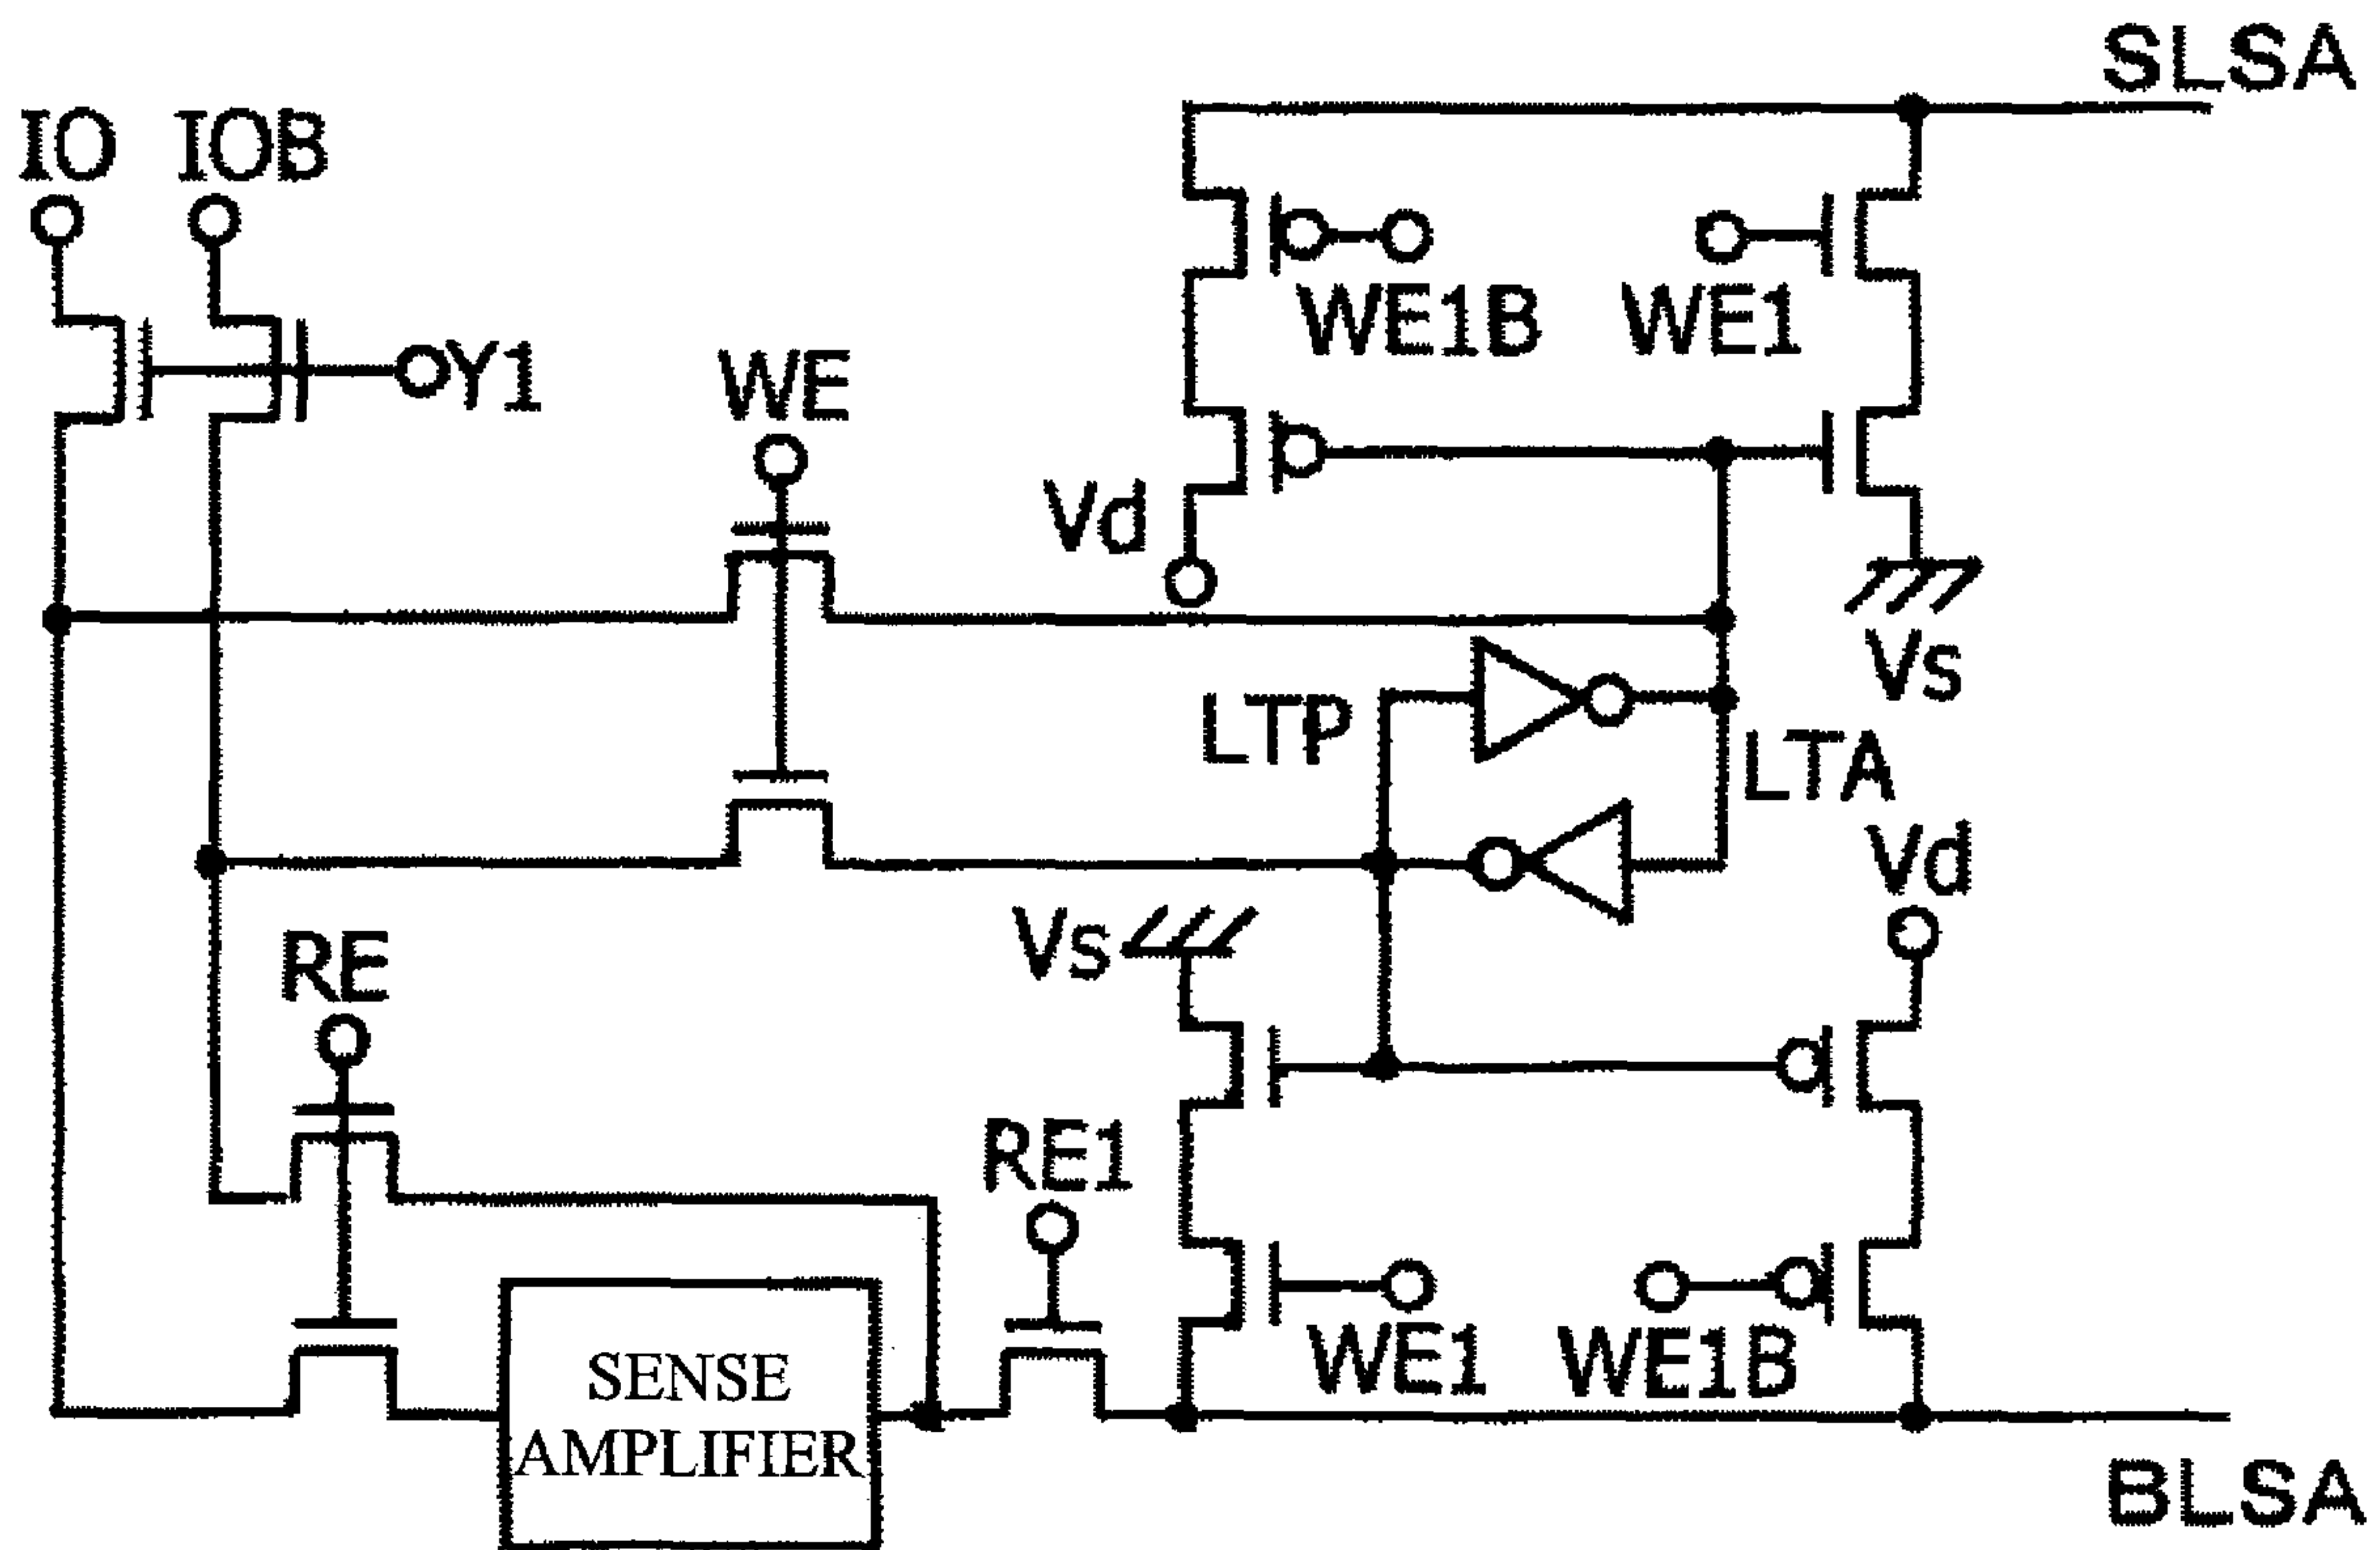 SLSA
IO IOB
WE1B WE1
Y1
WE
Vd
Vs
LTP
LTA
Vd
Vs
RE
RE1
WE1 WE1B
SENSE
AMPLIFIER
BLSA